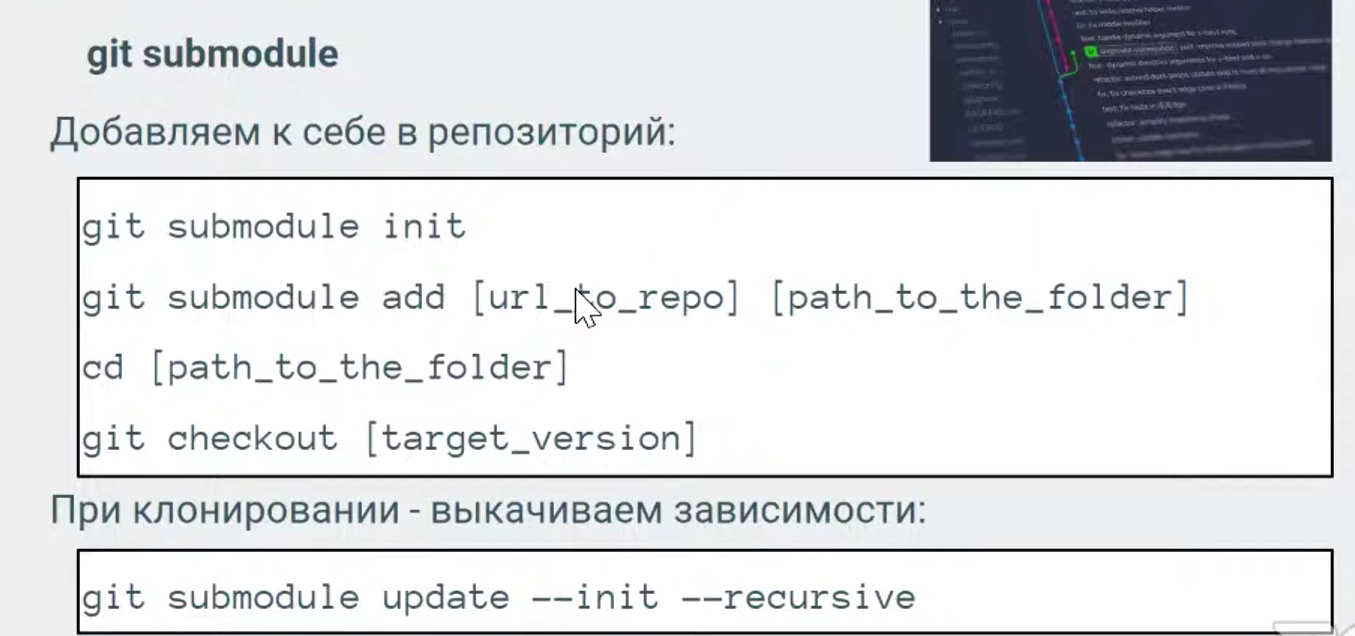 git submodule
Добавляем к себе в репозиторий:
git submodule init
git submodule add [url_to_repo] [path_to_the_folder]
cd [path_to_the_folder]
git checkout [target_version]
При клонировании - выкачиваем зависимости:
git submodule update --init --recursive